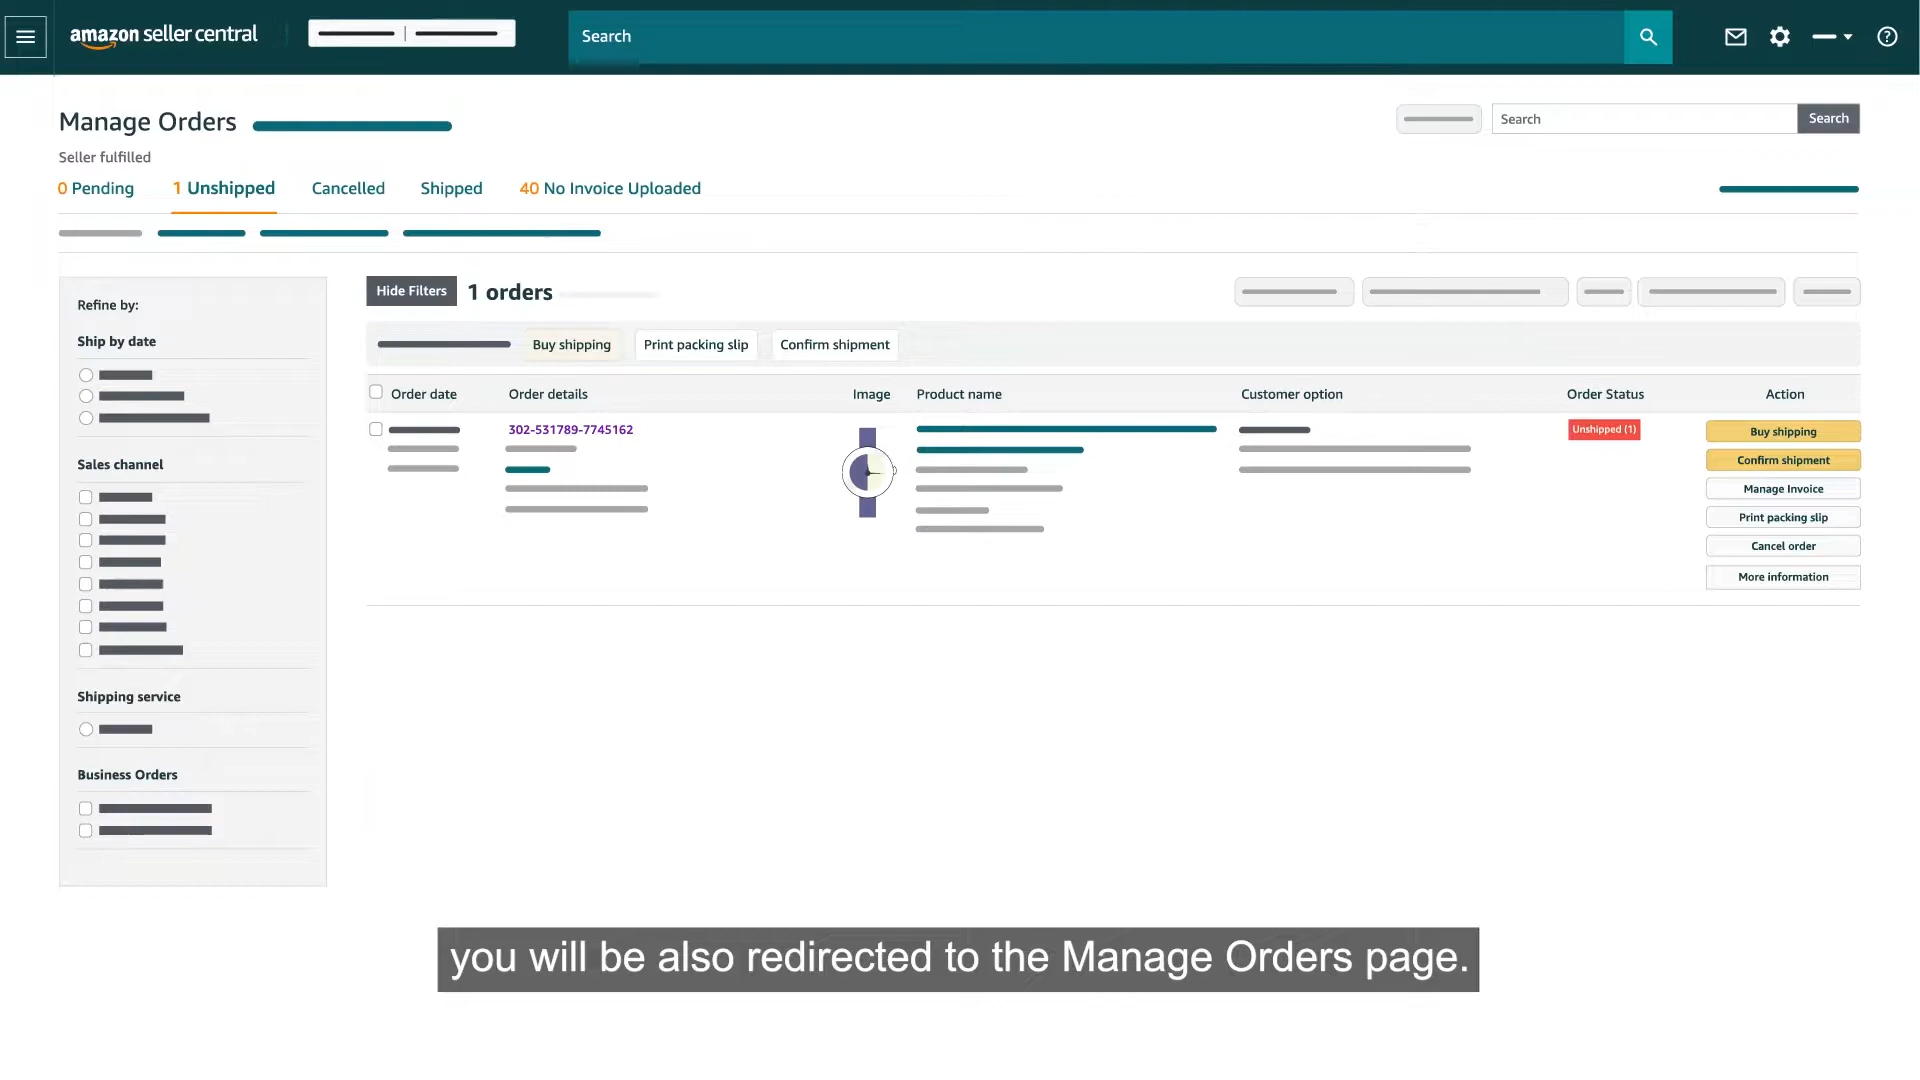 amazon seller central
Search
Manage Orders
Search
Search
Seller fulfilled
0 Pending
1 Unshipped
Cancelled
Shipped
40 No Invoice Uploaded
Refine by:
Ship by date
Sales channel
Shipping service
Business Orders
Hide Filters
1 orders
Buy shipping
Print packing slip
Confirm shipment
Order date
Order details
Image
Product name
Customer option
Order Status
Action
302-531789-7745162
Unshipped (1)
Buy shipping
Confirm shipment
Manage Invoice
Print packing slip
Cancel order
More information
you will be also redirected to the Manage Orders page.